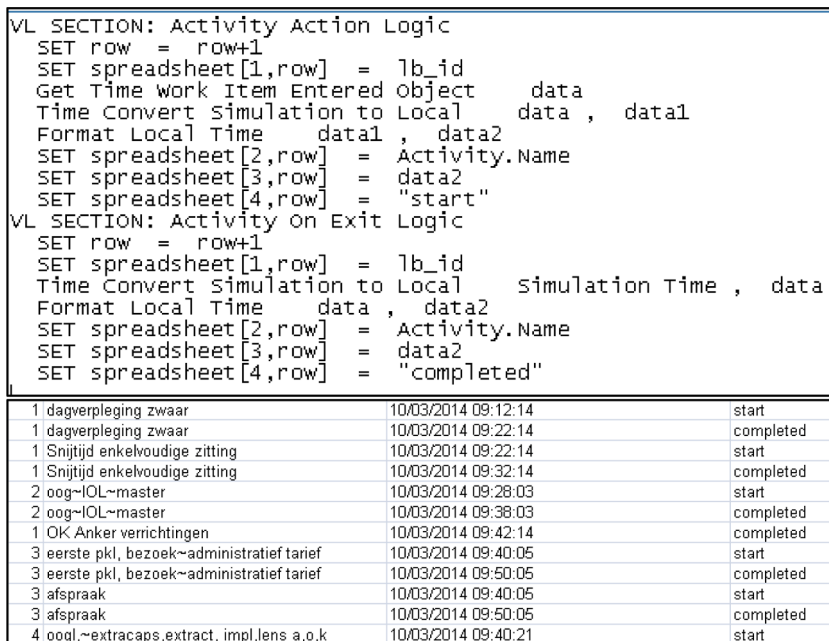 VL SECTION: Activity Action Logic
SET row = row+1
SET spreadsheet[1,row] = lb_id
Get Time Work Item Entered Object data
Time Convert Simulation to Local data , data1
Format Local Time data1 , data2
SET spreadsheet[2,row] = Activity.Name
SET spreadsheet[3,row] = data2
SET spreadsheet[4,row] = "start"
VL SECTION: Activity On Exit Logic
SET row = row+1
SET spreadsheet[1,row] = lb_id
Time Convert Simulation to Local Simulation Time , data
Format Local Time data , data2
SET spreadsheet[2,row] = Activity.Name
SET spreadsheet[3,row] = data2
SET spreadsheet[4,row] = "completed"
1 dagverpleging zwaar 10/03/2014 09:12:14 start
1 dagverpleging zwaar 10/03/2014 09:22:14 completed
1 Snijtijd enkelvoudige zitting 10/03/2014 09:22:14 start
1 Snijtijd enkelvoudige zitting 10/03/2014 09:32:14 completed
2 oog~IOL~master 10/03/2014 09:28:03 start
2 oog~IOL~master 10/03/2014 09:38:03 completed
1 OK Anker verrichtingen 10/03/2014 09:42:14 completed
3 eerste pkl, bezoek~administratief tarief 10/03/2014 09:40:05 start
3 eerste pkl, bezoek~administratief tarief 10/03/2014 09:50:05 completed
3 afspraak 10/03/2014 09:40:05 start
3 afspraak 10/03/2014 09:50:05 completed
4 oogl,~extracaps,extract, impl,lens a,o,k 10/03/2014 09:40:21 start